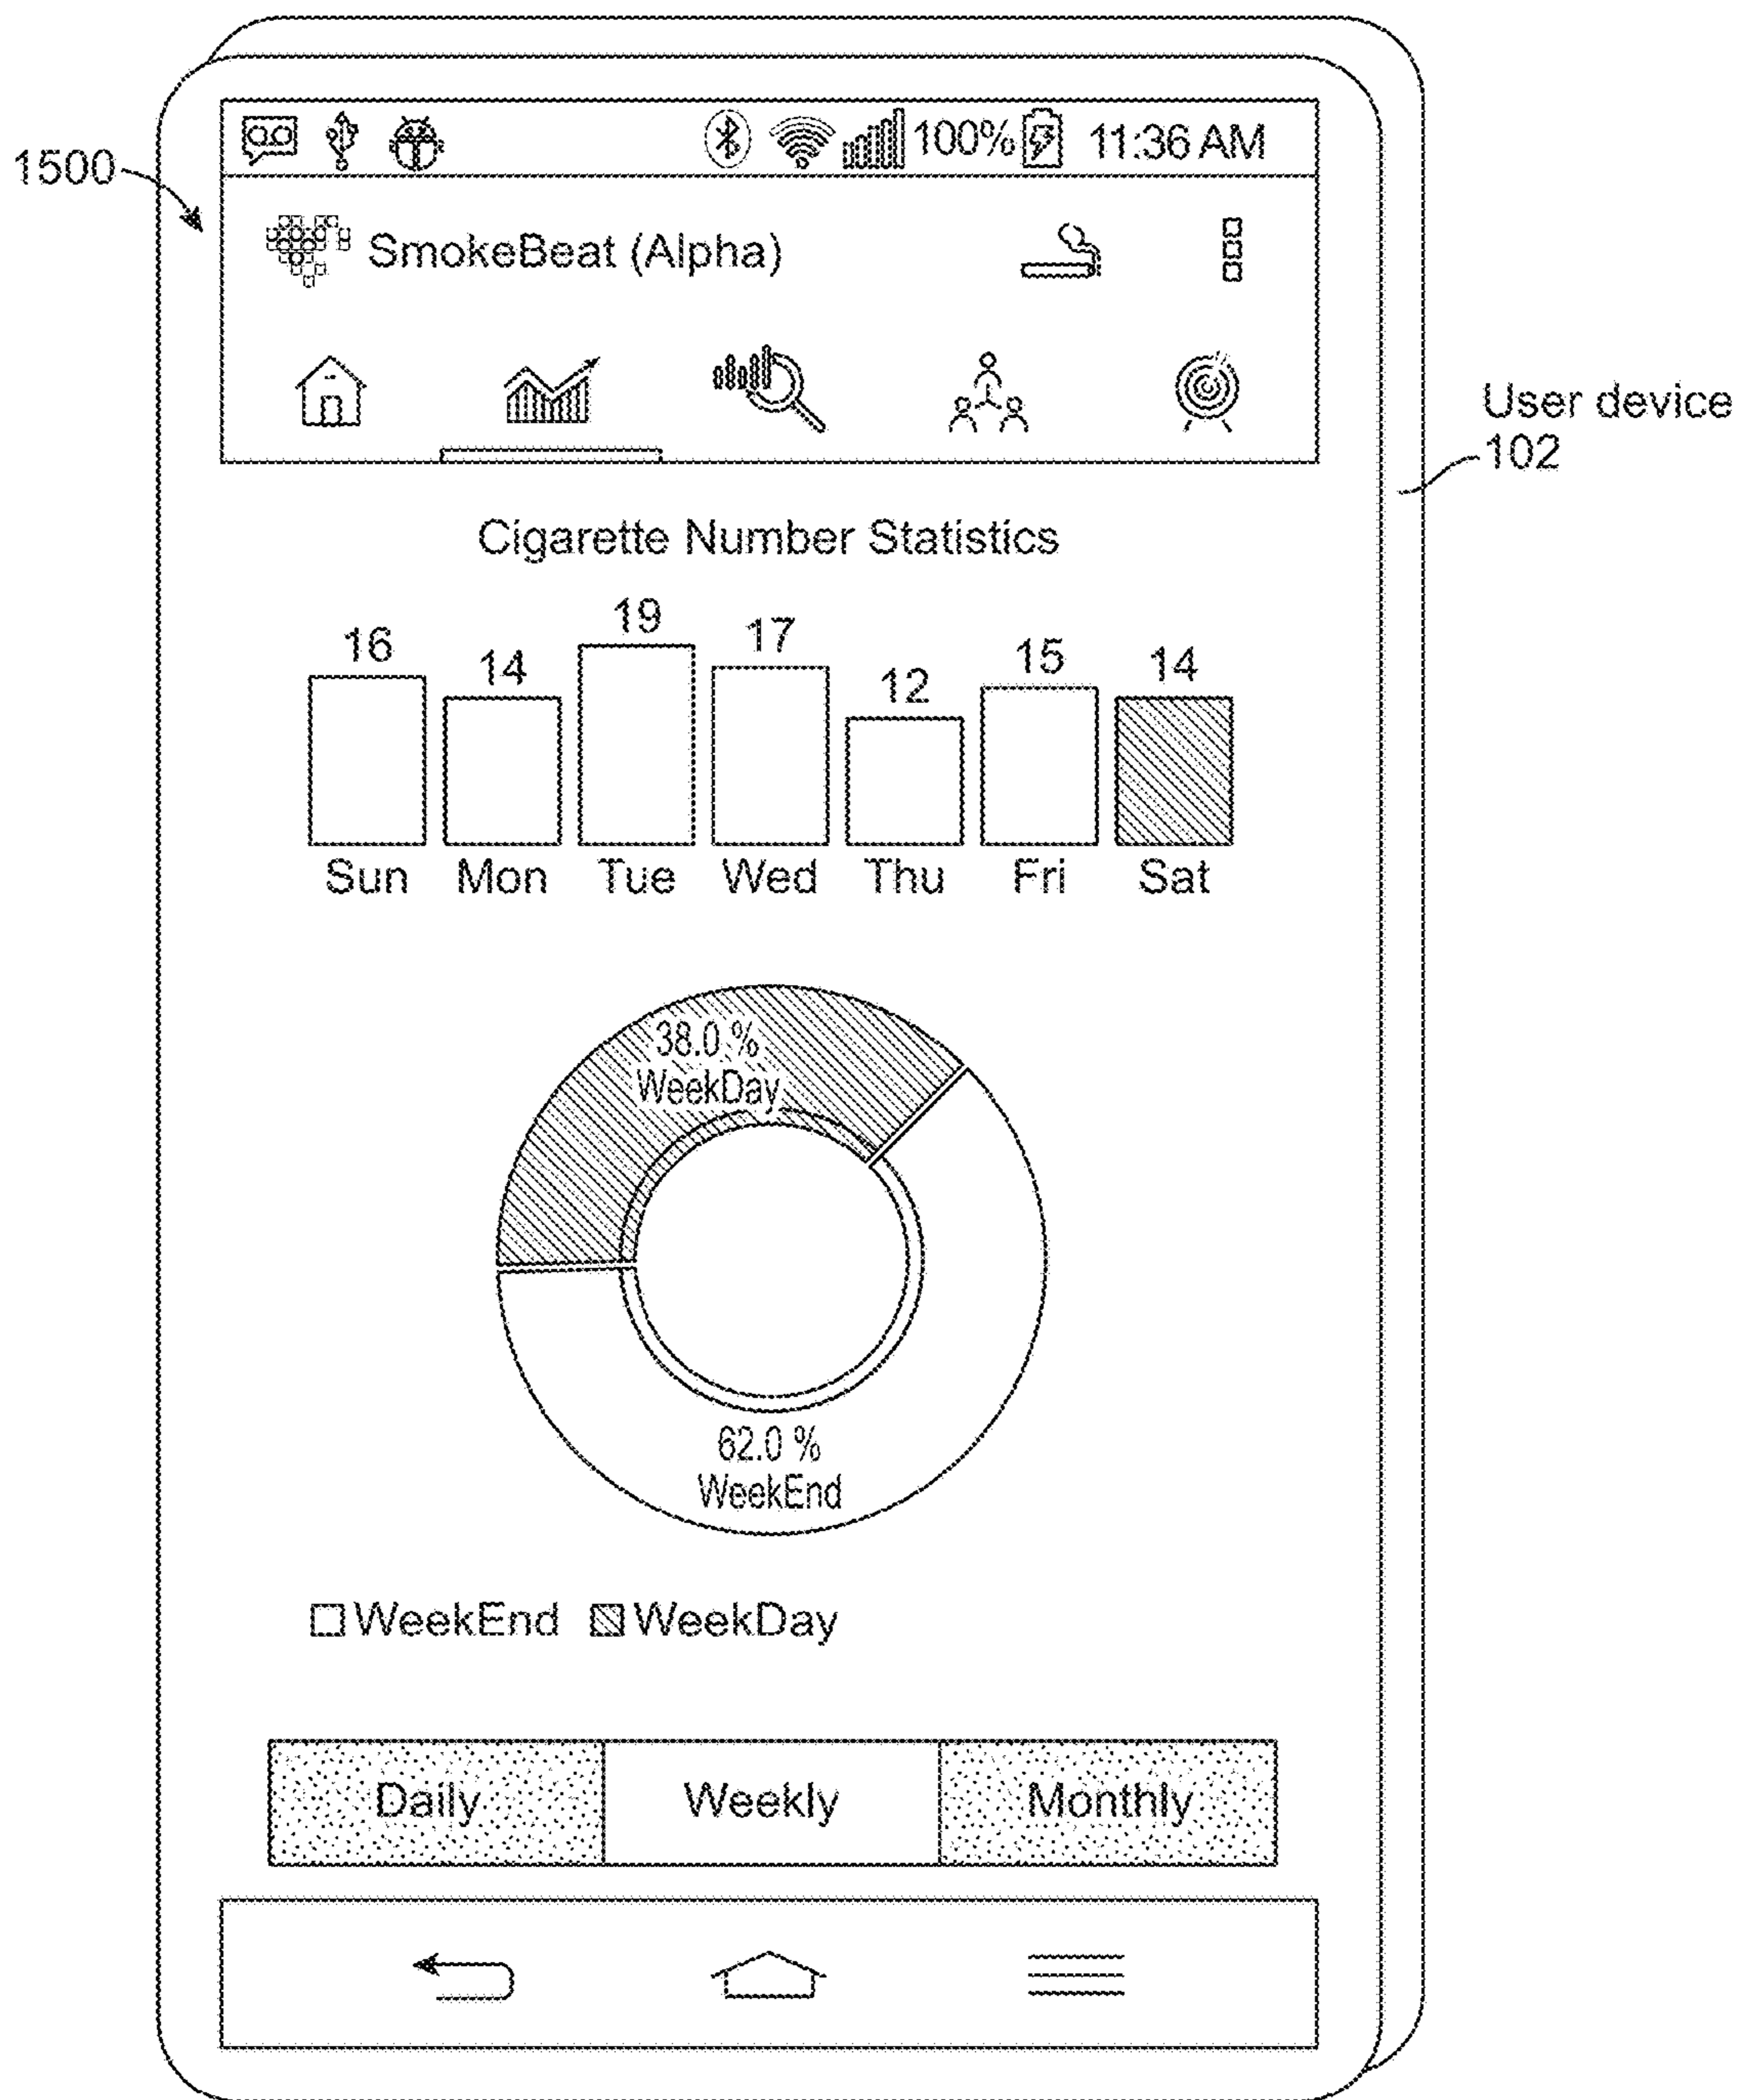 100% 11:36 AM
1500
SmokeBeat (Alpha)
User device
102
Cigarette Number Statistics
16 14 19 17 12 15 14
Sun Mon Tue Wed Thu Fri Sat
38.0 %
WeekDay
62.0 %
WeekEnd
WeekEnd WeekDay
Daily Weekly Monthly